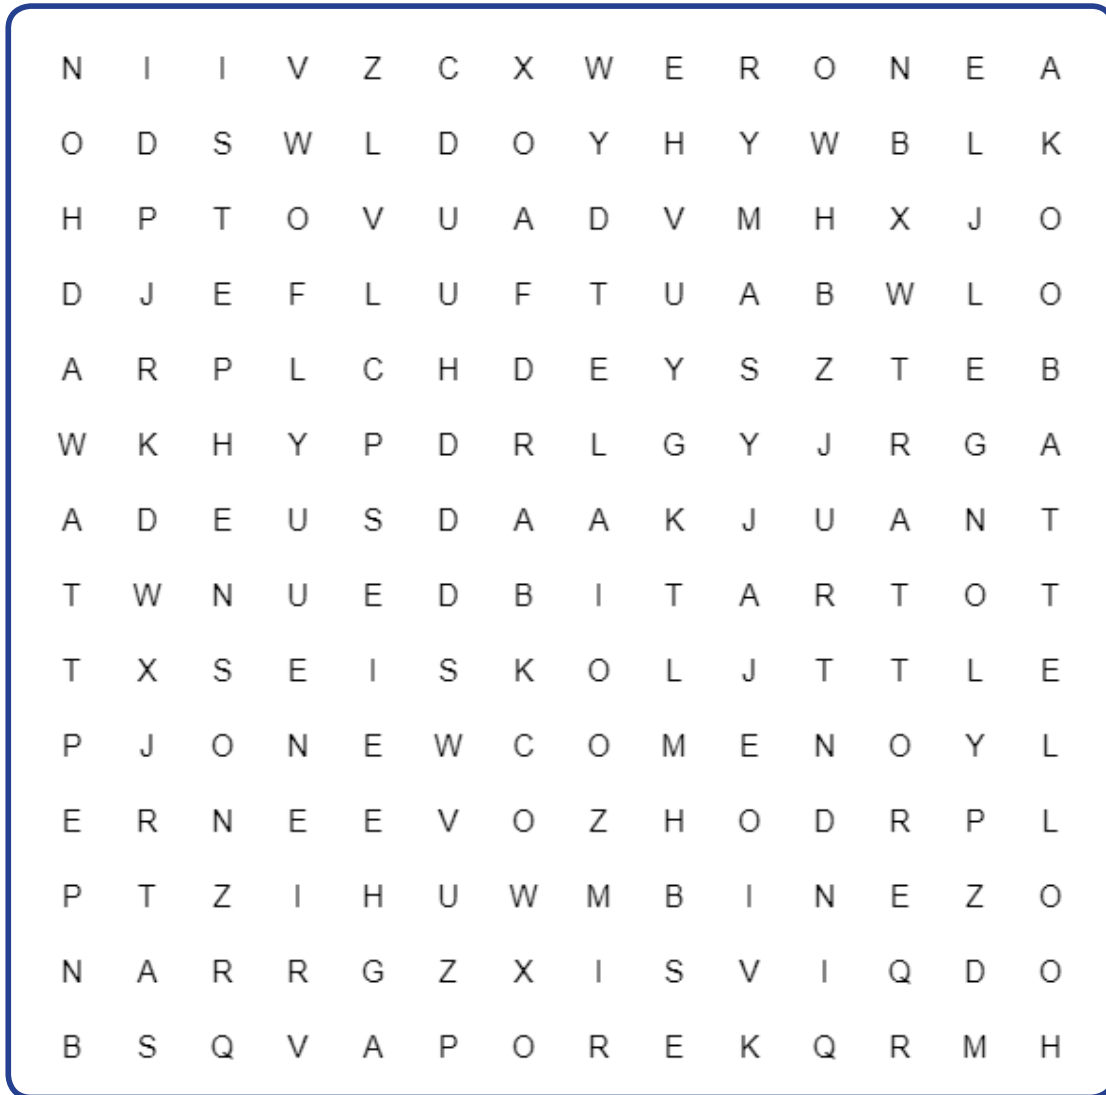 N I I V Z C X W E R O N E A
O D S W L D O Y H Y W B L K
H P T O V U A D V M H X J O
D J E F L U F T U A B W L O
A R P L C H D E Y S Z T E B
W K H Y P D R L G Y J R G A
A D E U S D A A K J U A N T
T W N U E D B I T A R T O T
T X S E I S K O L J T T L E
P J O N E W C O M E N O Y L
E R N E E V O Z H O D R P L
P T Z I H U W M B I N E Z O
N A R R G Z X I S V I Q D O
B S Q V A P O R E K Q R M H